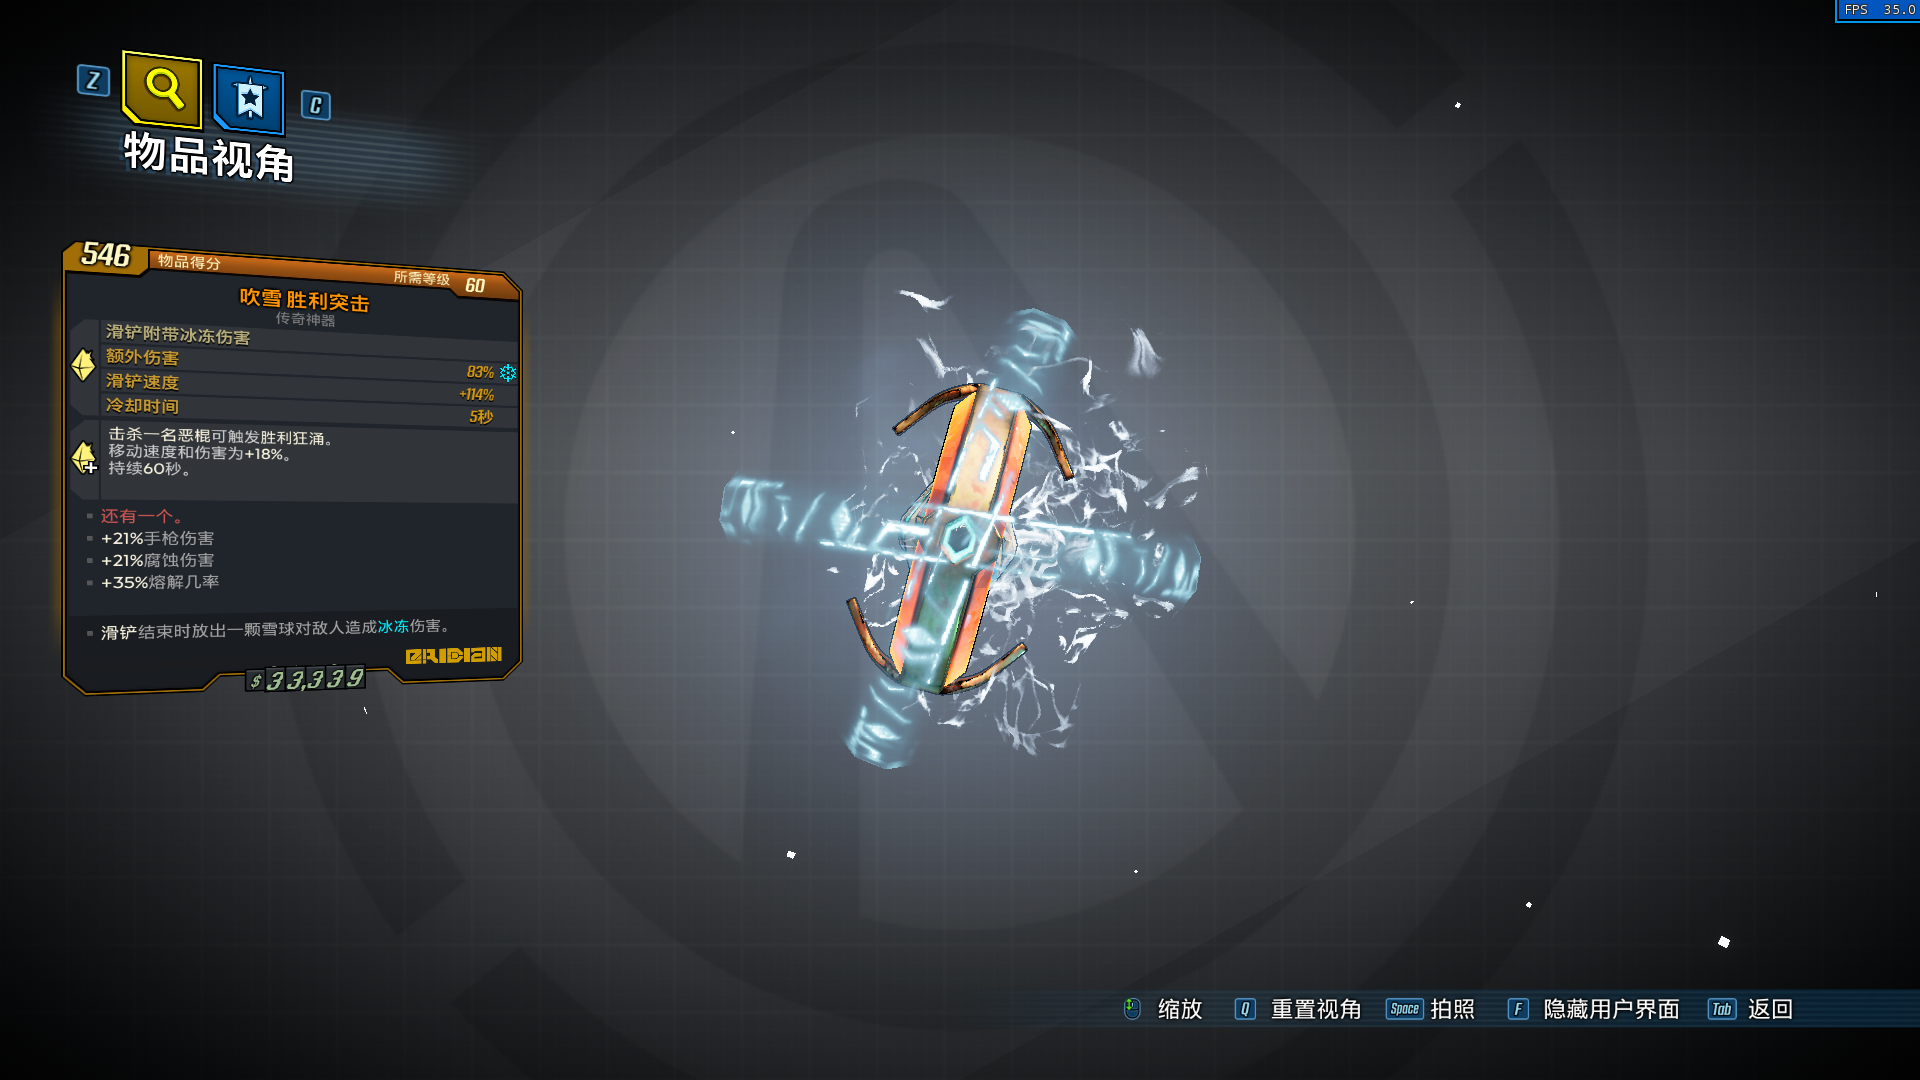 FPS 35.0
Z
C
物品视角
546
物品得分
所需等级 60
吹雪 胜利突击
传奇神器
滑铲附带冰冻伤害
额外伤害 83%
滑铲速度 +114%
冷却时间 5秒
击杀一名恶棍可触发胜利狂涌。
移动速度和伤害为+18%。
持续60秒。
还有一个。
+21%手枪伤害
+21%腐蚀伤害
+35%熔解几率
滑铲结束时放出一颗雪球对敌人造成冰冻伤害。
ERIDIAN
$ 33,339
缩放 Q 重置视角 Space 拍照 F 隐藏用户界面 Tab 返回